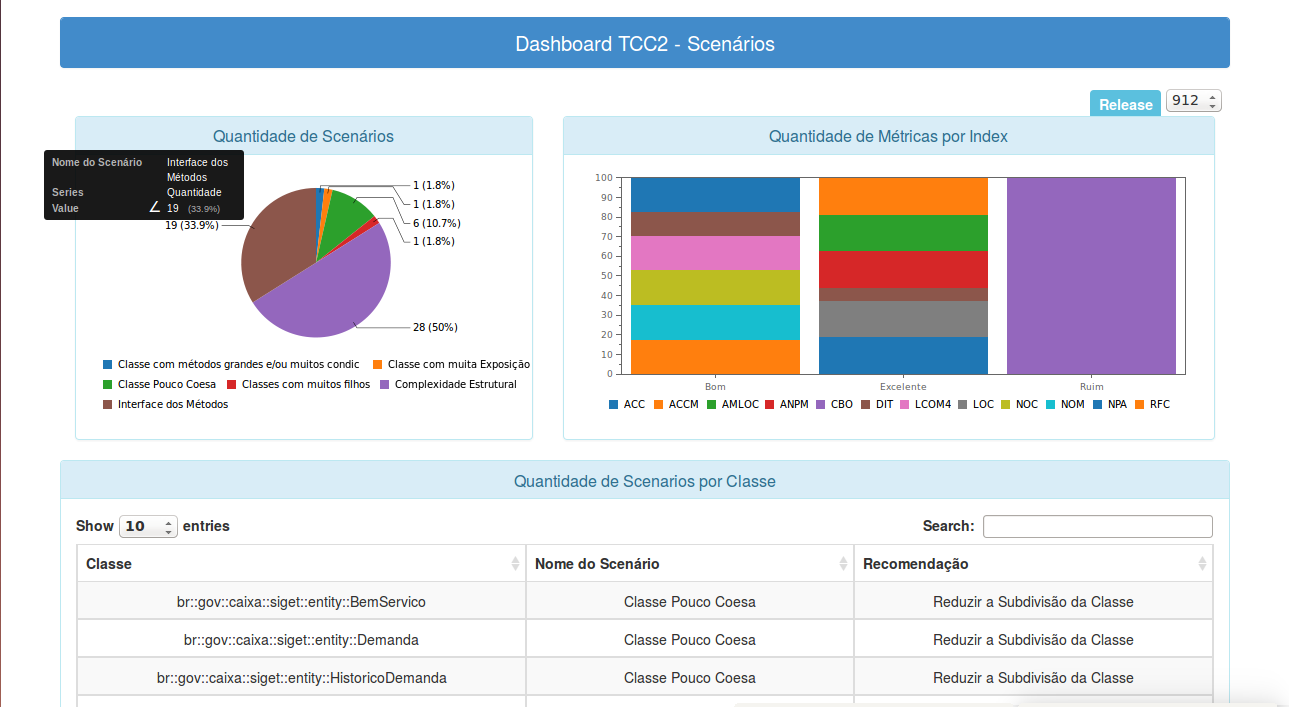 Dashboard TCC2 - Scenários
Release 912
Quantidade de Scenários
Nome do Scenário Interface dos Métodos
Series Quantidade
Value ∠ 19 (33.9%)
19 (33.9%)
1 (1.8%)
1 (1.8%)
6 (10.7%)
1 (1.8%)
28 (50%)
Classe com métodos grandes e/ou muitos condic Classe com muita Exposição
Classe Pouco Coesa Classes com muitos filhos Complexidade Estrutural
Interface dos Métodos
Quantidade de Métricas por Index
100
90
80
70
60
50
40
30
20
10
0
Bom Excelente Ruim
ACC ACCM AMLOC ANPM CBO DIT LCOM4 LOC NOC NOM NPA RFC
Quantidade de Scenarios por Classe
Show 10 entries Search:
Classe Nome do Scenário Recomendação
br::gov::caixa::siget::entity::BemServico Classe Pouco Coesa Reduzir a Subdivisão da Classe
br::gov::caixa::siget::entity::Demanda Classe Pouco Coesa Reduzir a Subdivisão da Classe
br::gov::caixa::siget::entity::HistoricoDemanda Classe Pouco Coesa Reduzir a Subdivisão da Classe